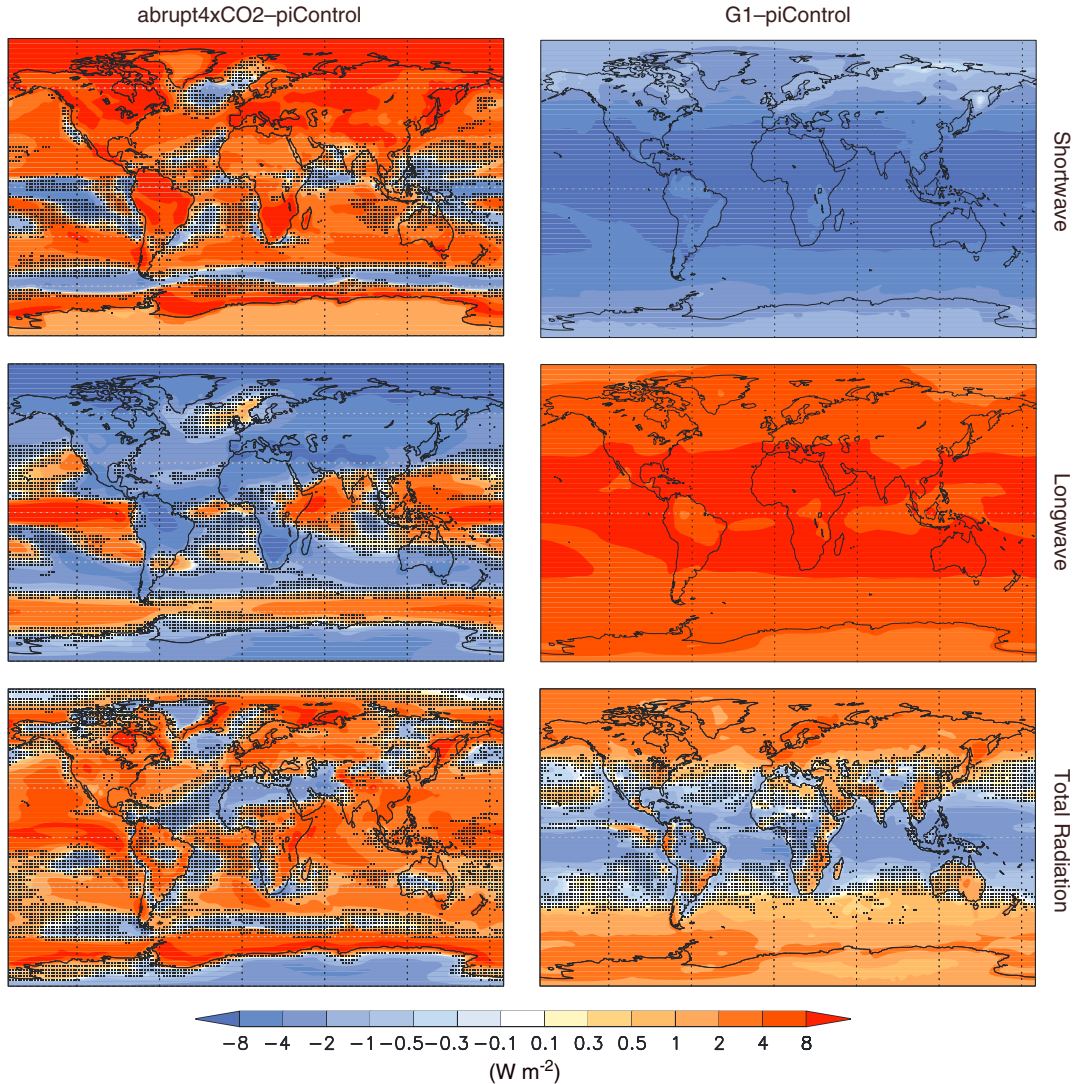 abrupt4xCO2–piControl
G1–piControl
Shortwave
Longwave
Total Radiation
−8 −4 −2 −1 −0.5 −0.3 −0.1 0.1 0.3 0.5 1 2 4 8
(W m-2)